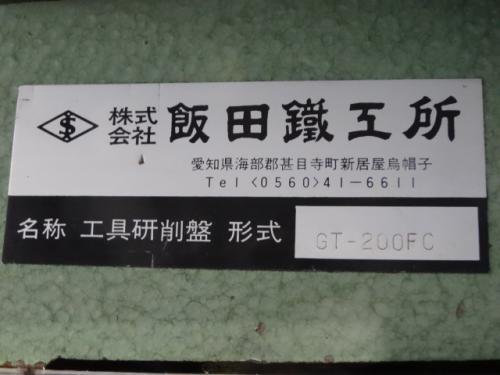 株式会社 飯田鐵工所
愛知県海部郡甚目寺町新居屋鳥帽子
Tel <0560>41-6611
名称 工具研削盤 形式 GT-200FC